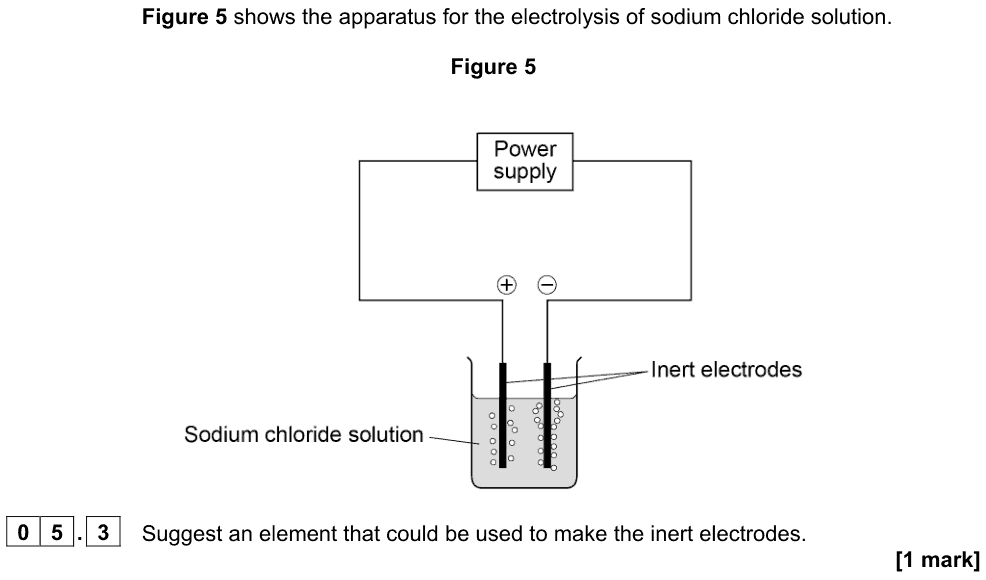 Figure 5 shows the apparatus for the electrolysis of sodium chloride solution.
Figure 5
Power
supply
+ −
Inert electrodes
Sodium chloride solution
0 5 . 3 Suggest an element that could be used to make the inert electrodes.
[1 mark]